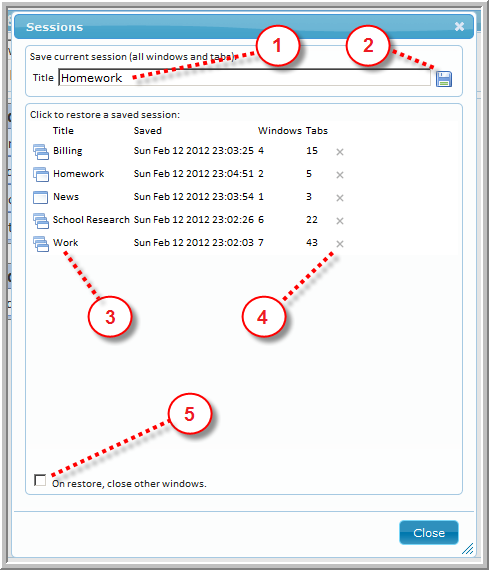 Sessions
Save current session (all windows and tabs):
1
2
Title Homework
Click to restore a saved session:
Title Saved Windows Tabs
Billing Sun Feb 12 2012 23:03:25 4 15 ×
Homework Sun Feb 12 2012 23:04:51 2 5 ×
News Sun Feb 12 2012 23:03:54 1 3 ×
School Research Sun Feb 12 2012 23:02:26 6 22 ×
Work Sun Feb 12 2012 23:02:03 7 43 ×
3
4
5
On restore, close other windows.
Close